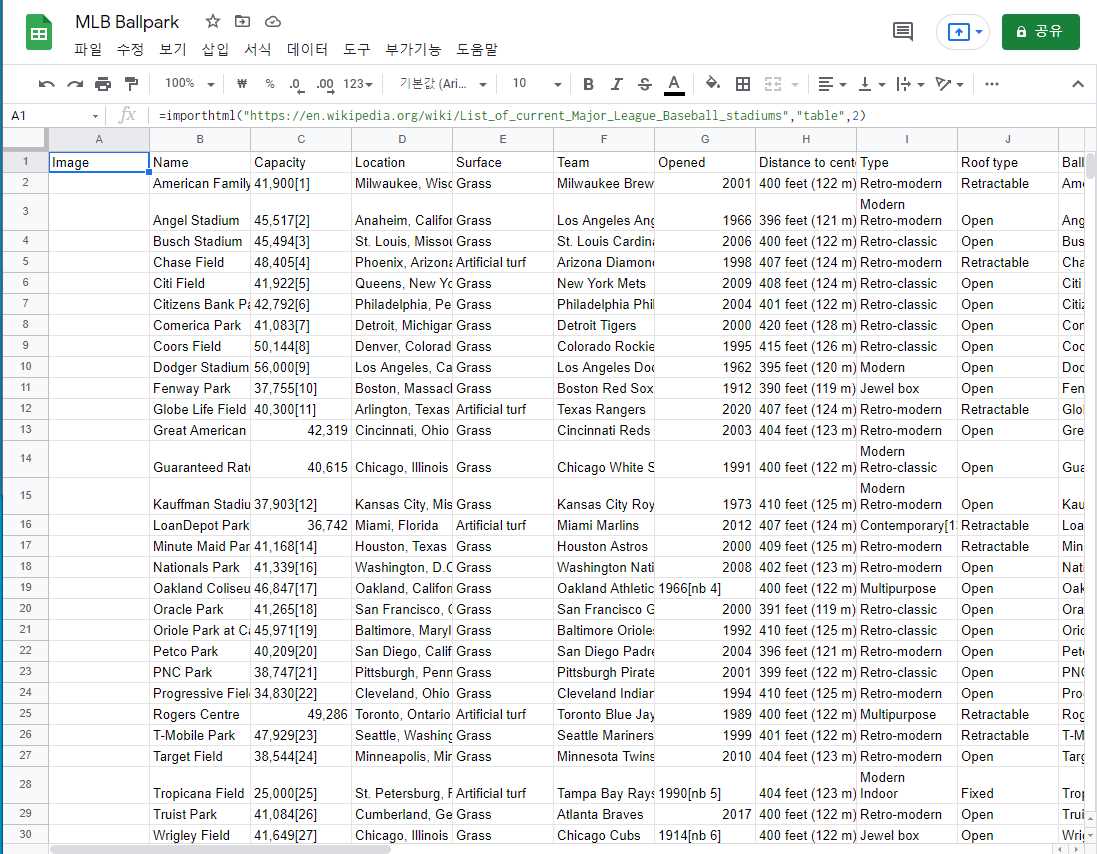 MLB Ballpark
파일 수정 보기 삽입 서식 데이터 도구 부가기능 도움말
공유
100% ₩ % .0 .00 123 기본값 (Ari... 10 B I S A
A1 fx =importhtml("https://en.wikipedia.org/wiki/List_of_current_Major_League_Baseball_stadiums","table",2)
A B C D E F G H I J
1 Image Name Capacity Location Surface Team Opened Distance to cent Type Roof type Ball
2 American Family 41,900[1] Milwaukee, Wisc Grass Milwaukee Brew 2001 400 feet (122 m) Retro-modern Retractable Ame
Modern
3 Angel Stadium 45,517[2] Anaheim, Califor Grass Los Angeles Ang 1966 396 feet (121 m) Retro-modern Open Ang
4 Busch Stadium 45,494[3] St. Louis, Missou Grass St. Louis Cardina 2006 400 feet (122 m) Retro-classic Open Bus
5 Chase Field 48,405[4] Phoenix, Arizona Artificial turf Arizona Diamond 1998 407 feet (124 m) Retro-modern Retractable Cha
6 Citi Field 41,922[5] Queens, New Yo Grass New York Mets 2009 408 feet (124 m) Retro-classic Open Citi
7 Citizens Bank Pa 42,792[6] Philadelphia, Pe Grass Philadelphia Phil 2004 401 feet (122 m) Retro-classic Open Citiz
8 Comerica Park 41,083[7] Detroit, Michigan Grass Detroit Tigers 2000 420 feet (128 m) Retro-classic Open Com
9 Coors Field 50,144[8] Denver, Colorad Grass Colorado Rockie 1995 415 feet (126 m) Retro-classic Open Coo
10 Dodger Stadium 56,000[9] Los Angeles, Ca Grass Los Angeles Doc 1962 395 feet (120 m) Modern Open Dod
11 Fenway Park 37,755[10] Boston, Massacl Grass Boston Red Sox 1912 390 feet (119 m) Jewel box Open Fen
12 Globe Life Field 40,300[11] Arlington, Texas Artificial turf Texas Rangers 2020 407 feet (124 m) Retro-modern Retractable Glo
13 Great American 42,319 Cincinnati, Ohio Grass Cincinnati Reds 2003 404 feet (123 m) Retro-modern Open Gre
Modern
14 Guaranteed Rate 40,615 Chicago, Illinois Grass Chicago White S 1991 400 feet (122 m) Retro-classic Open Gua
Modern
15 Kauffman Stadiu 37,903[12] Kansas City, Mis Grass Kansas City Roy 1973 410 feet (125 m) Retro-modern Open Kau
16 LoanDepot Park 36,742 Miami, Florida Artificial turf Miami Marlins 2012 407 feet (124 m) Contemporary[1 Retractable Loa
17 Minute Maid Par 41,168[14] Houston, Texas Grass Houston Astros 2000 409 feet (125 m) Retro-modern Retractable Min
18 Nationals Park 41,339[16] Washington, D.C Grass Washington Nati 2008 402 feet (123 m) Retro-modern Open Nati
19 Oakland Coliseu 46,847[17] Oakland, Califon Grass Oakland Athletic 1966[nb 4] 400 feet (122 m) Multipurpose Open Oak
20 Oracle Park 41,265[18] San Francisco, C Grass San Francisco G 2000 391 feet (119 m) Retro-classic Open Ora
21 Oriole Park at Ca 45,971[19] Baltimore, Maryl Grass Baltimore Oriole 1992 410 feet (125 m) Retro-classic Open Orio
22 Petco Park 40,209[20] San Diego, Calif Grass San Diego Padre 2004 396 feet (121 m) Retro-modern Open Petc
23 PNC Park 38,747[21] Pittsburgh, Penn Grass Pittsburgh Pirate 2001 399 feet (122 m) Retro-classic Open PNC
24 Progressive Fiel 34,830[22] Cleveland, Ohio Grass Cleveland Indian 1994 410 feet (125 m) Retro-modern Open Pro
25 Rogers Centre 49,286 Toronto, Ontario Artificial turf Toronto Blue Jay 1989 400 feet (122 m) Multipurpose Retractable Rog
26 T-Mobile Park 47,929[23] Seattle, Washing Grass Seattle Mariners 1999 401 feet (122 m) Retro-modern Retractable T-M
27 Target Field 38,544[24] Minneapolis, Mir Grass Minnesota Twins 2010 404 feet (123 m) Retro-modern Open Targ
Modern
28 Tropicana Field 25,000[25] St. Petersburg, F Artificial turf Tampa Bay Rays 1990[nb 5] 404 feet (123 m) Indoor Fixed Trop
29 Truist Park 41,084[26] Cumberland, Ge Grass Atlanta Braves 2017 400 feet (122 m) Retro-modern Open Trui
30 Wrigley Field 41,649[27] Chicago, Illinois Grass Chicago Cubs 1914[nb 6] 400 feet (122 m) Jewel box Open Wrig